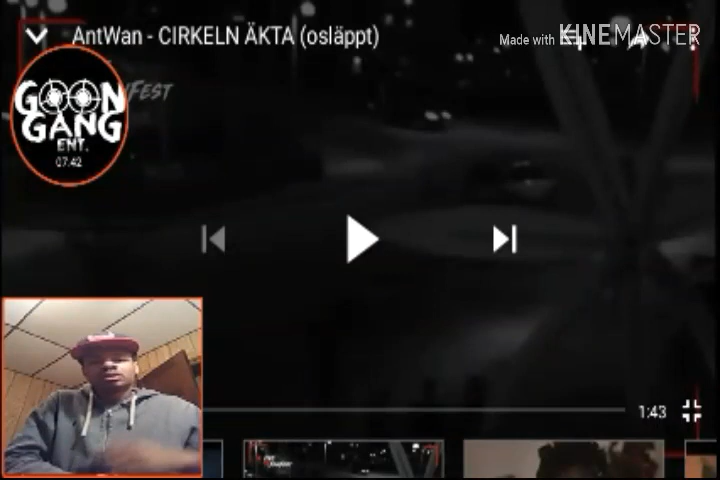 AntWan - CIRKELN ÄKTA (osläppt)
Made with KINEMASTER
GOON
GANG
ENT.
07.42
1:43